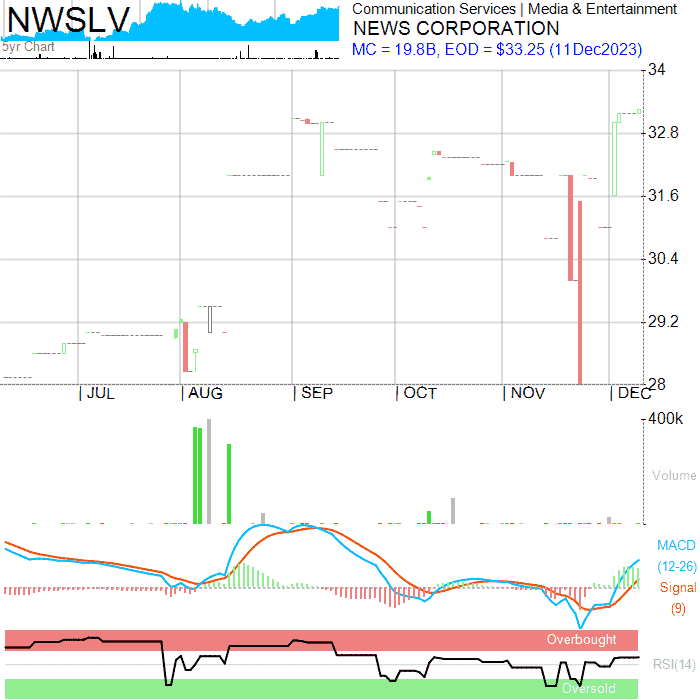 NWSLV
5yr Chart
Communication Services | Media & Entertainment
NEWS CORPORATION
MC = 19.8B, EOD = $33.25 (11Dec2023)
34
32.8
31.6
30.4
29.2
28
JUL AUG SEP OCT NOV DEC
400k
Volume
MACD
(12-26)
Signal
(9)
Overbought
RSI(14)
Oversold